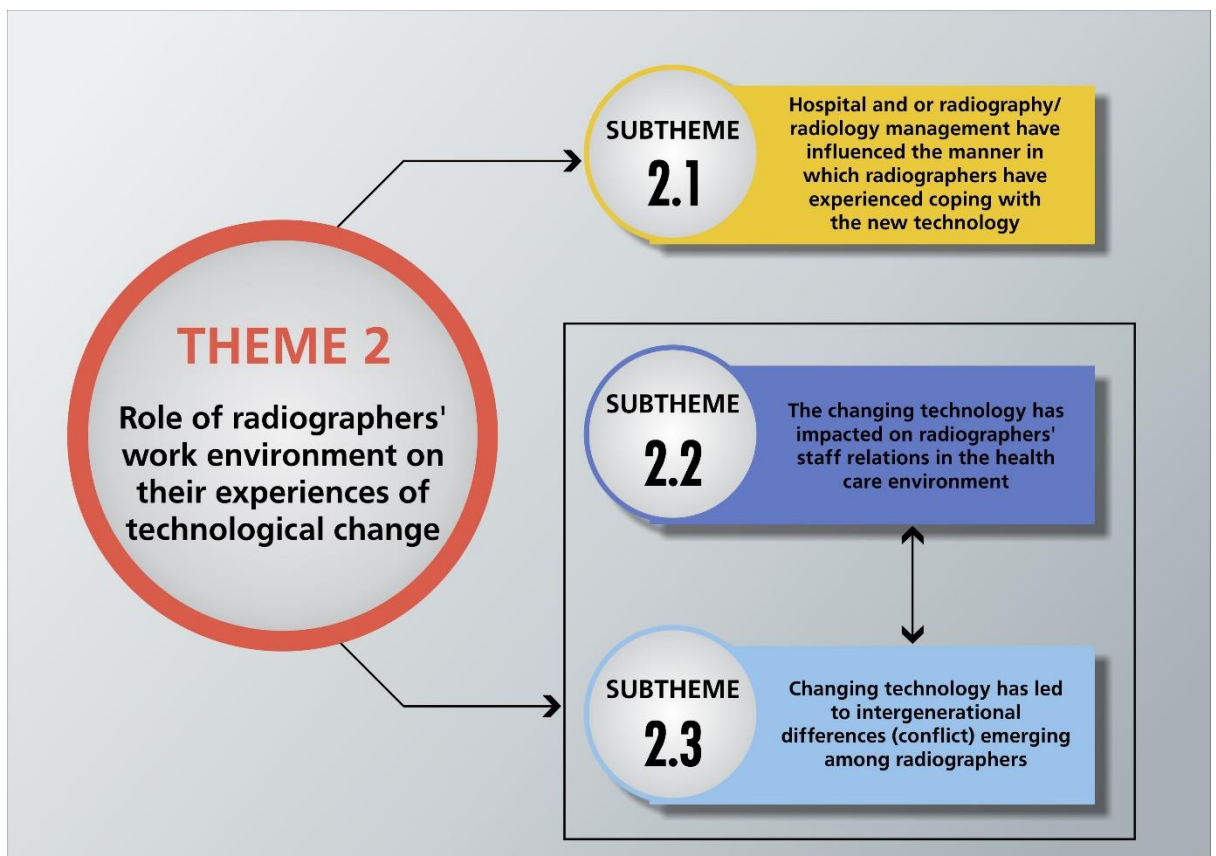 THEME 2
Role of radiographers'
work environment on
their experiences of
technological change
SUBTHEME
2.1
Hospital and or radiography/
radiology management have
influenced the manner in
which radiographers have
experienced coping with
the new technology
SUBTHEME
2.2
The changing technology has
impacted on radiographers'
staff relations in the health
care environment
SUBTHEME
2.3
Changing technology has led
to intergenerational
differences (conflict) emerging
among radiographers